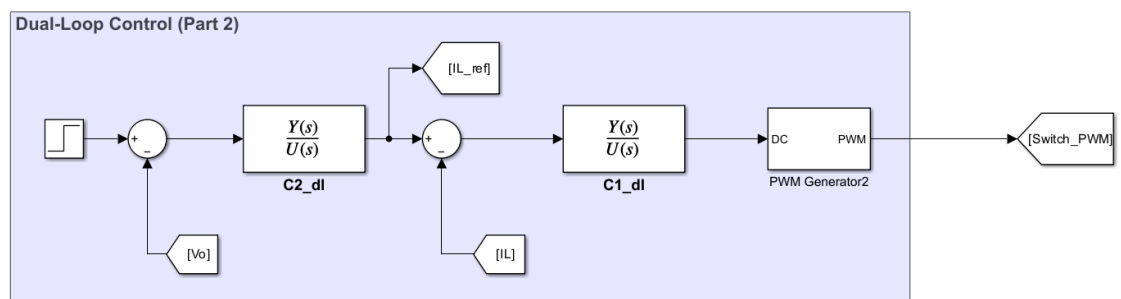 Dual-Loop Control (Part 2)
[IL_ref]
+
−
Y(s)
U(s)
C2_dl
+
−
Y(s)
U(s)
C1_dl
DC
PWM
PWM Generator2
[Switch_PWM]
[Vo]
[IL]